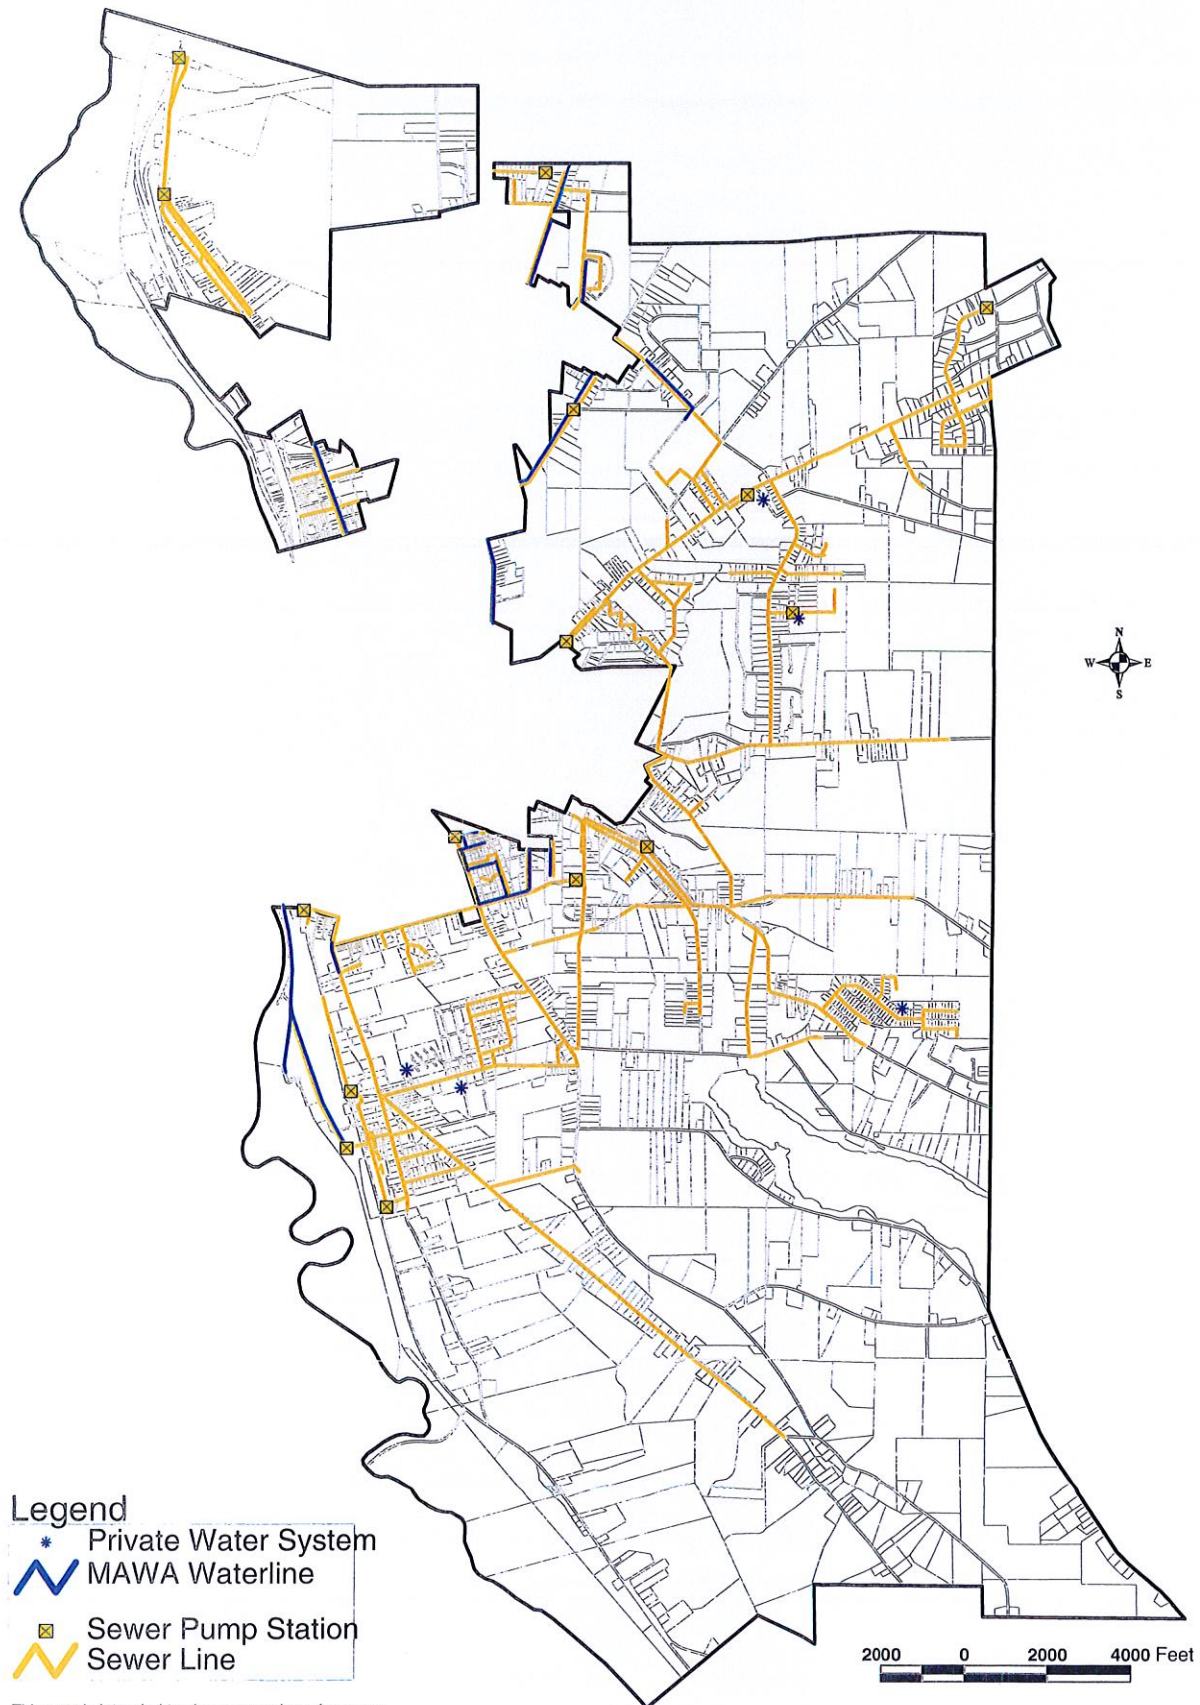 N
W E
S
Legend
Private Water System
MAWA Waterline
Sewer Pump Station
Sewer Line
2000 0 2000 4000 Feet